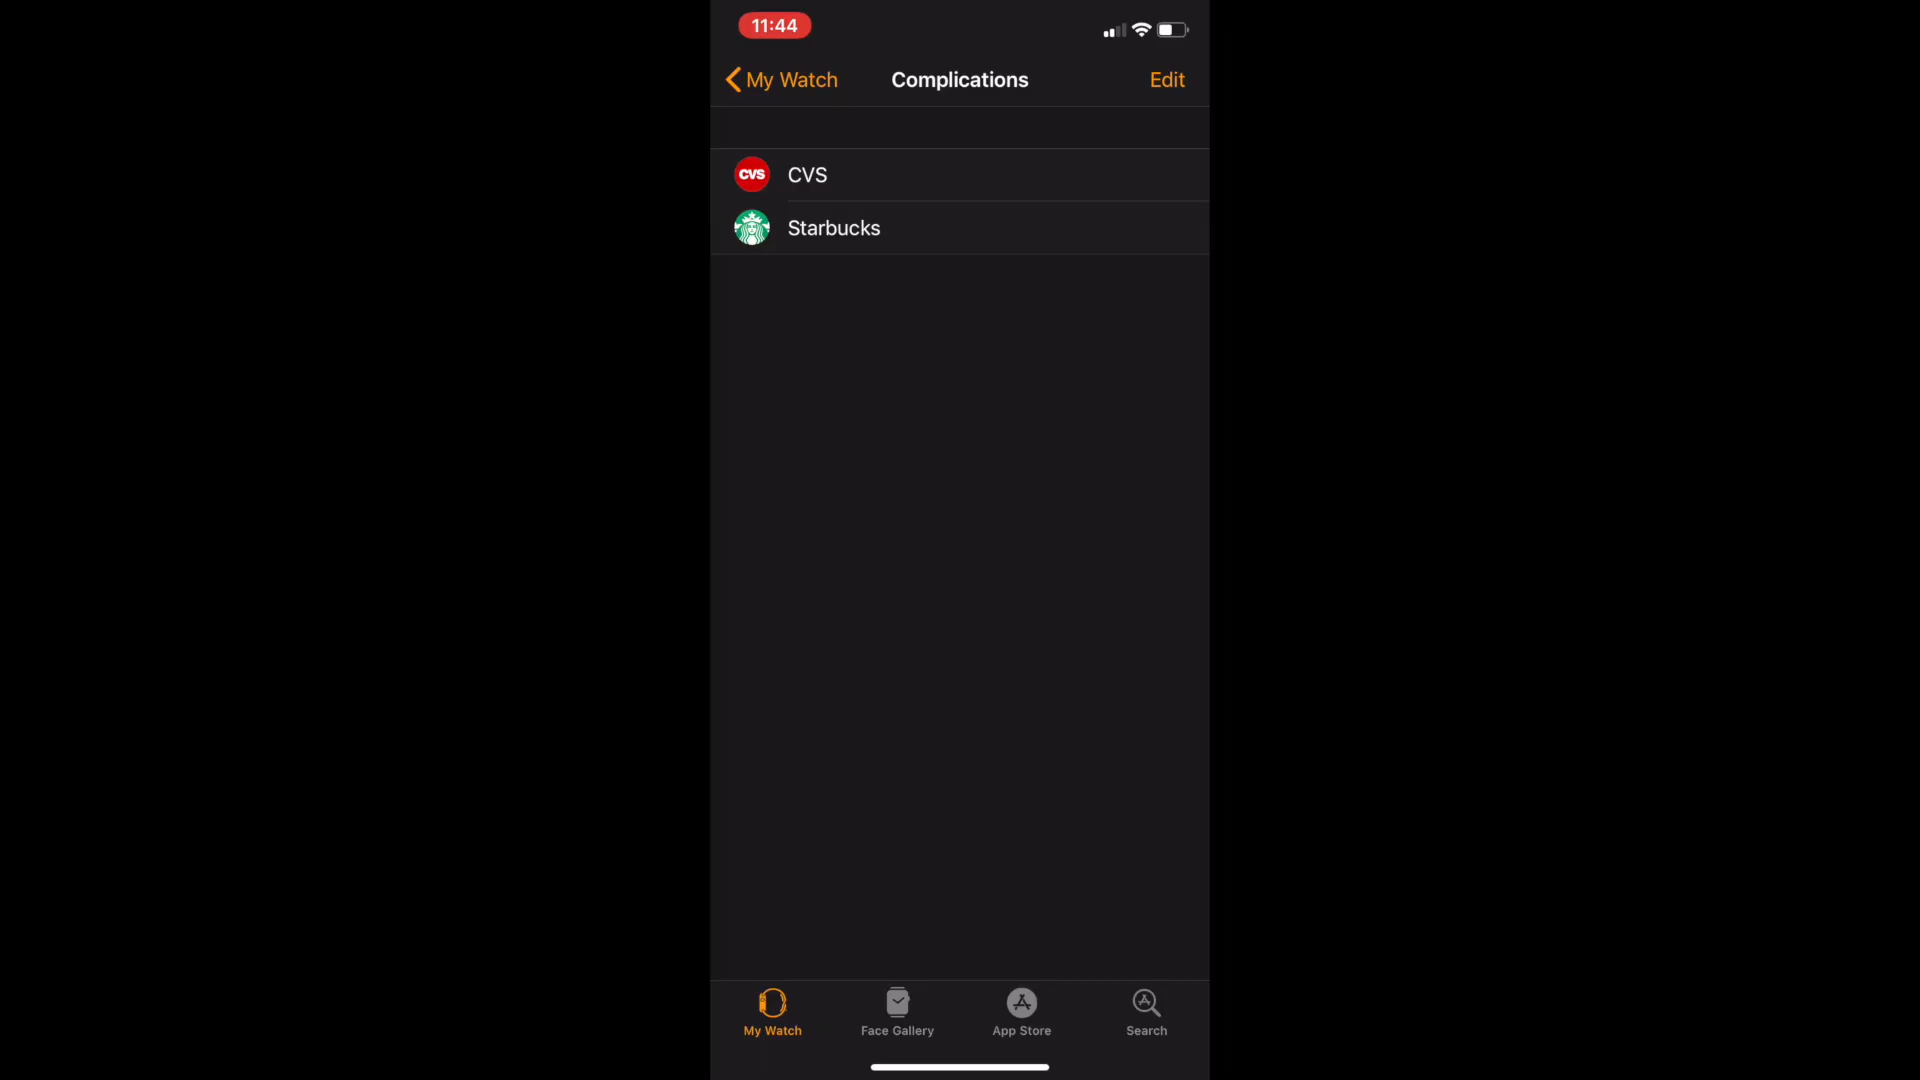 11:44
My Watch
Complications
Edit
CVS
CVS
Starbucks
My Watch
Face Gallery
App Store
Search